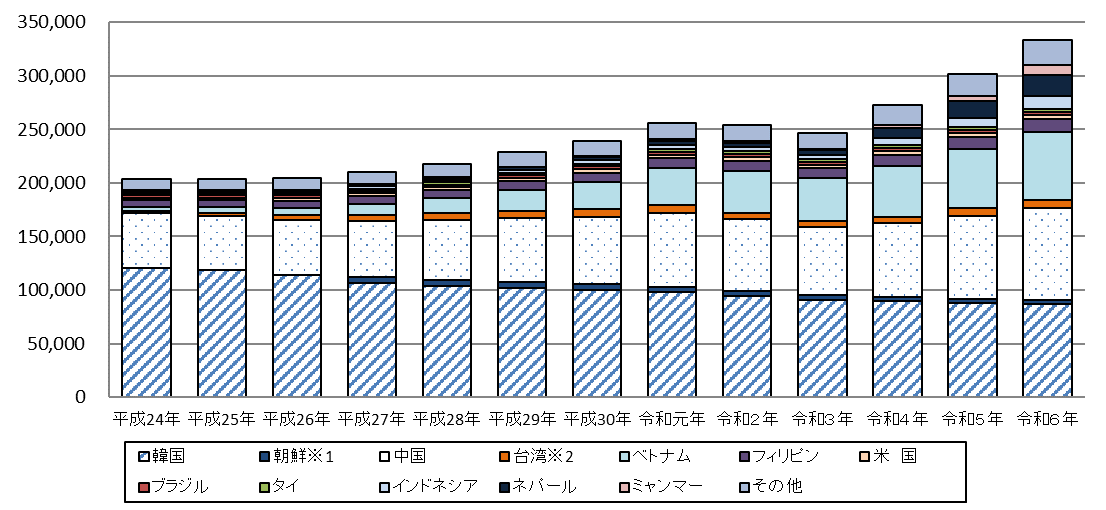 350,000
300,000
250,000
200,000
150,000
100,000
50,000
0
平成24年 平成25年 平成26年 平成27年 平成28年 平成29年 平成30年 令和元年 令和２年 令和３年 令和４年 令和５年 令和６年
韓国 朝鮮※1 中国 台湾※2 ベトナム フィリピン 米　国
ブラジル タイ インドネシア ネパール ミャンマー その他